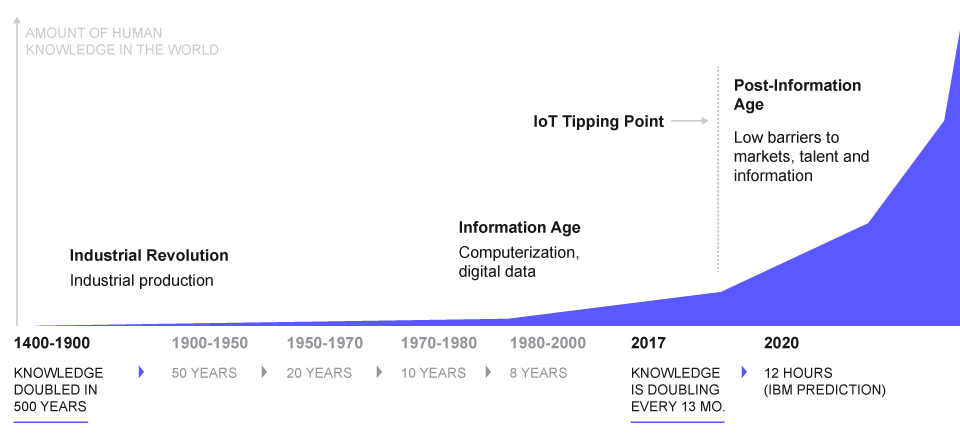 AMOUNT OF HUMAN
KNOWLEDGE IN THE WORLD
Post-Information
Age
IoT Tipping Point
Low barriers to
markets, talent and
information
Information Age
Computerization,
digital data
Industrial Revolution
Industrial production
1400-1900
1900-1950
1950-1970
1970-1980
1980-2000
2017
2020
KNOWLEDGE
DOUBLED IN
500 YEARS
50 YEARS
20 YEARS
10 YEARS
8 YEARS
KNOWLEDGE
IS DOUBLING
EVERY 13 MO.
12 HOURS
(IBM PREDICTION)